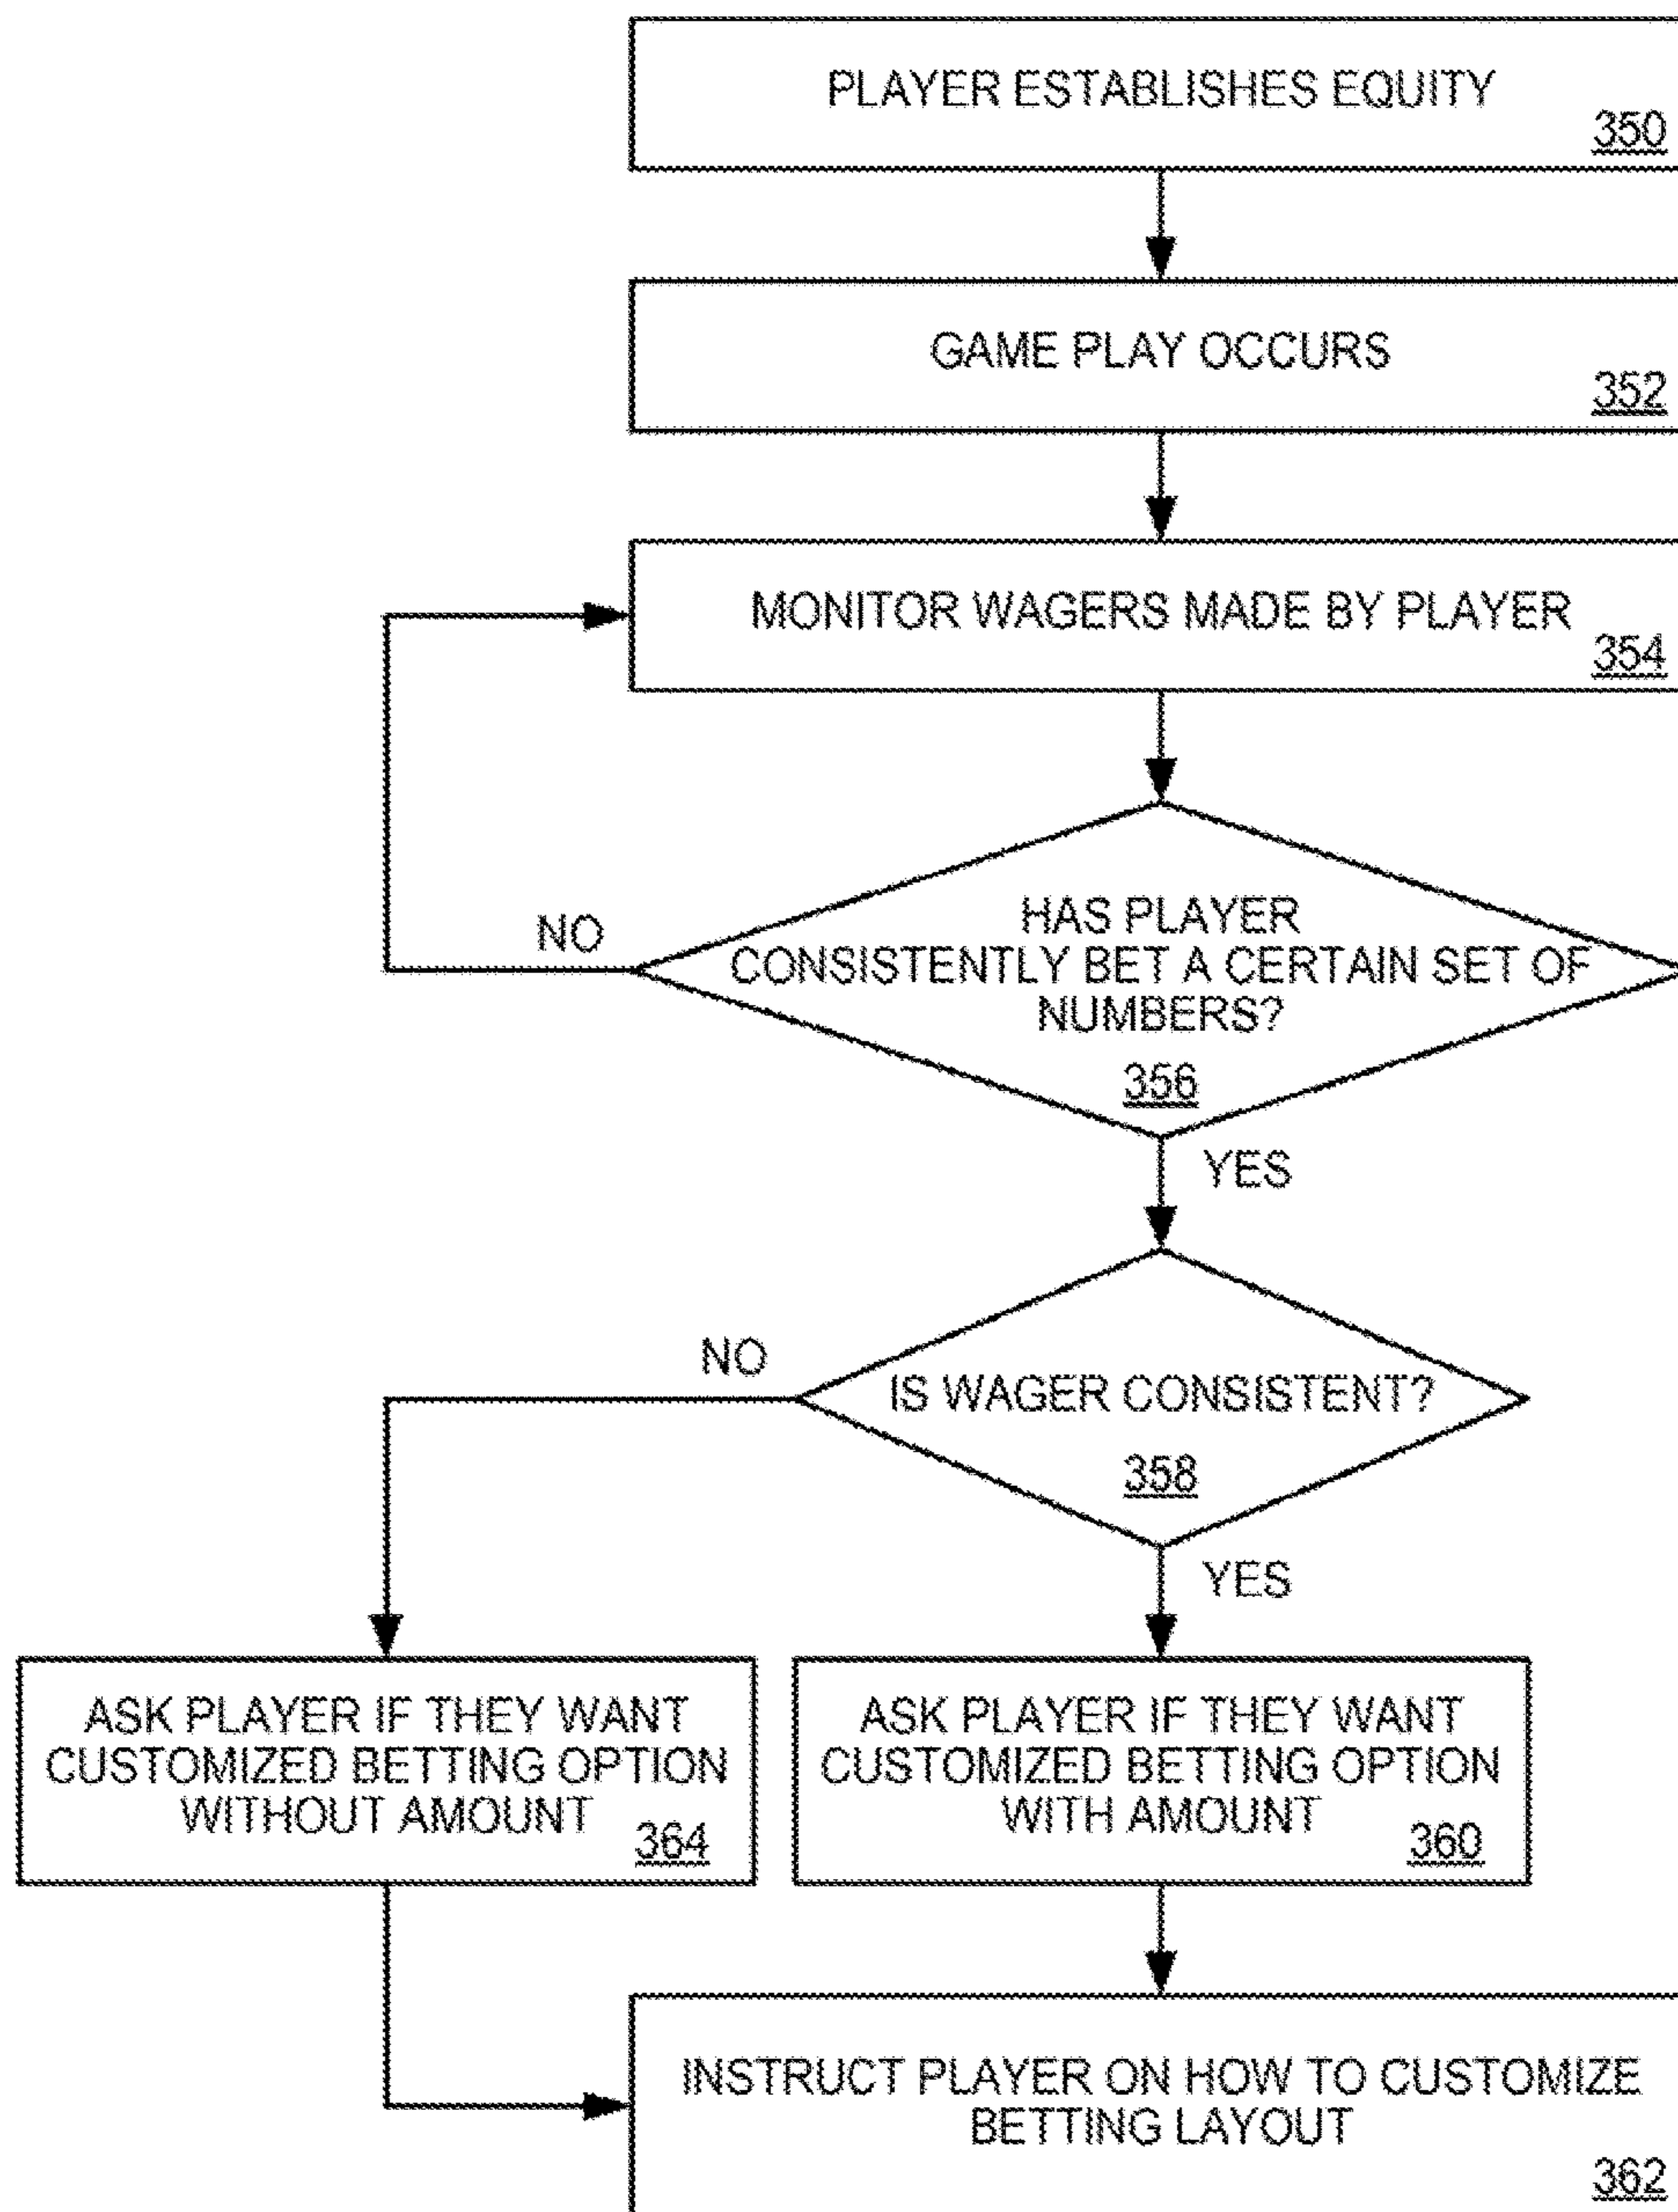 PLAYER ESTABLISHES EQUITY
350
GAME PLAY OCCURS
352
MONITOR WAGERS MADE BY PLAYER
354
HAS PLAYER
CONSISTENTLY BET A CERTAIN SET OF
NUMBERS?
356
NO
YES
IS WAGER CONSISTENT?
358
NO
YES
ASK PLAYER IF THEY WANT
CUSTOMIZED BETTING OPTION
WITHOUT AMOUNT
364
ASK PLAYER IF THEY WANT
CUSTOMIZED BETTING OPTION
WITH AMOUNT
360
INSTRUCT PLAYER ON HOW TO CUSTOMIZE
BETTING LAYOUT
362